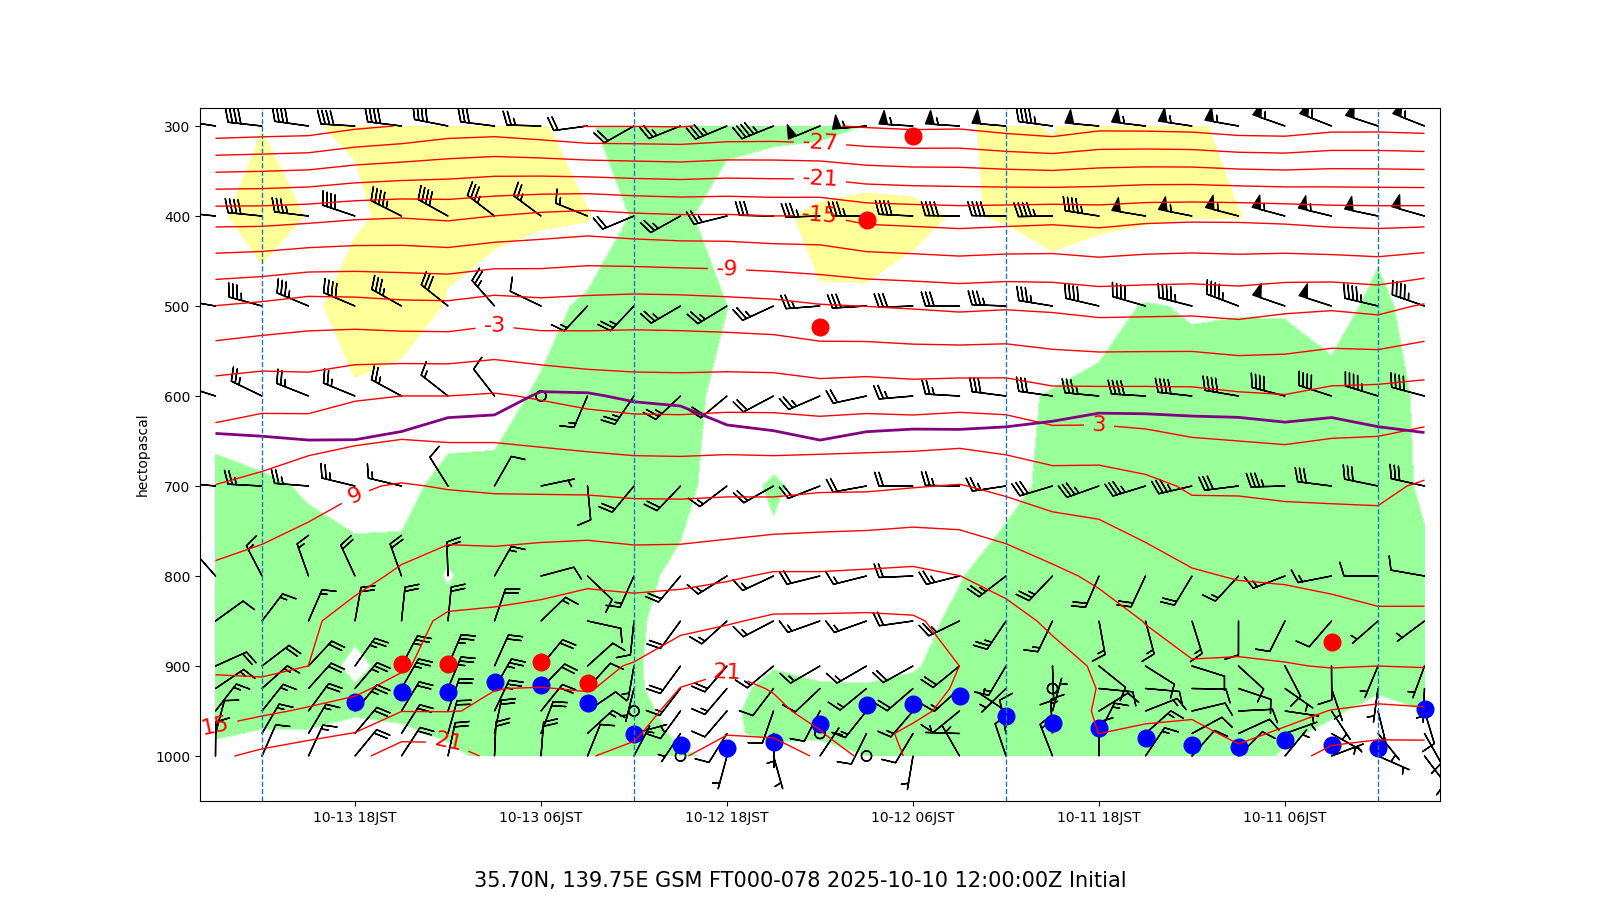 300
400
500
600
700
800
900
1000
hectopascal
-27
-21
-15
-9
-3
3
9
15
21
21
10-13 18JST
10-13 06JST
10-12 18JST
10-12 06JST
10-11 18JST
10-11 06JST
35.70N, 139.75E GSM FT000-078 2025-10-10 12:00:00Z Initial